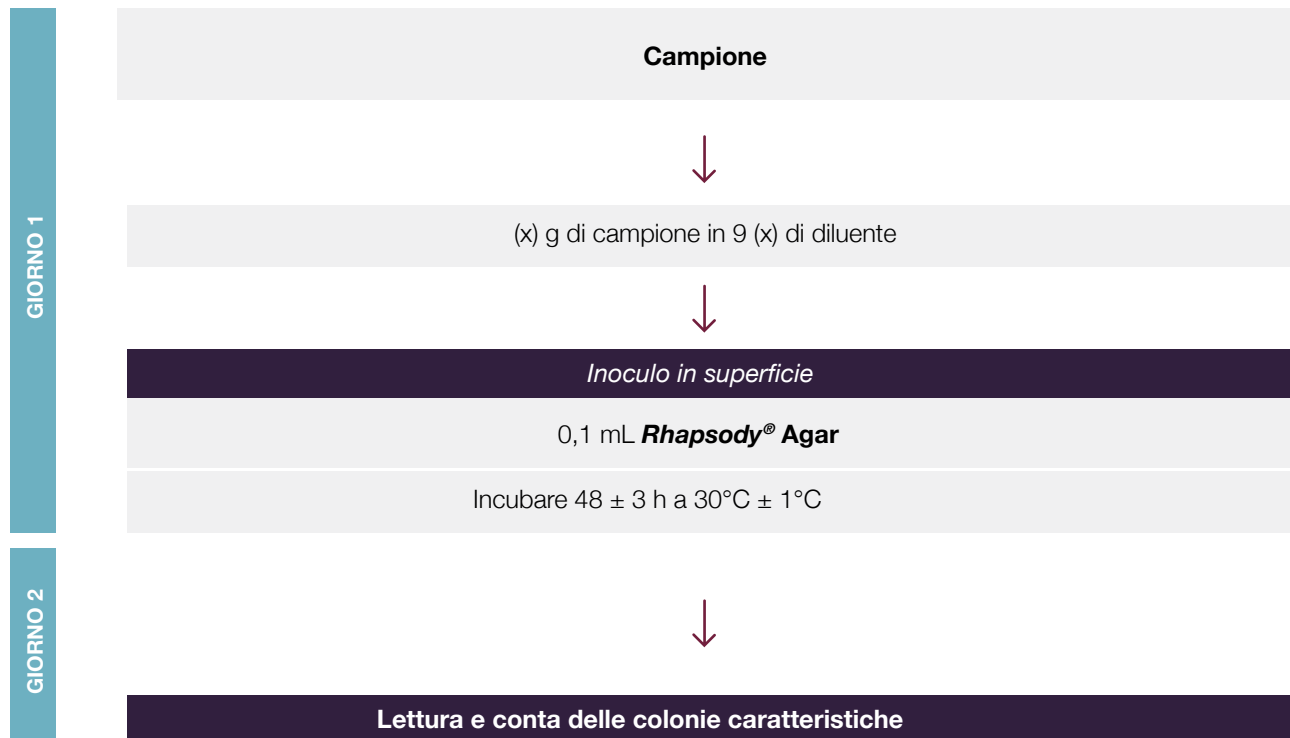 GIORNO 1
Campione
(x) g di campione in 9 (x) di diluente
Inoculo in superficie
0,1 mL Rhapsody® Agar
Incubare 48 ± 3 h a 30°C ± 1°C
GIORNO 2
Lettura e conta delle colonie caratteristiche